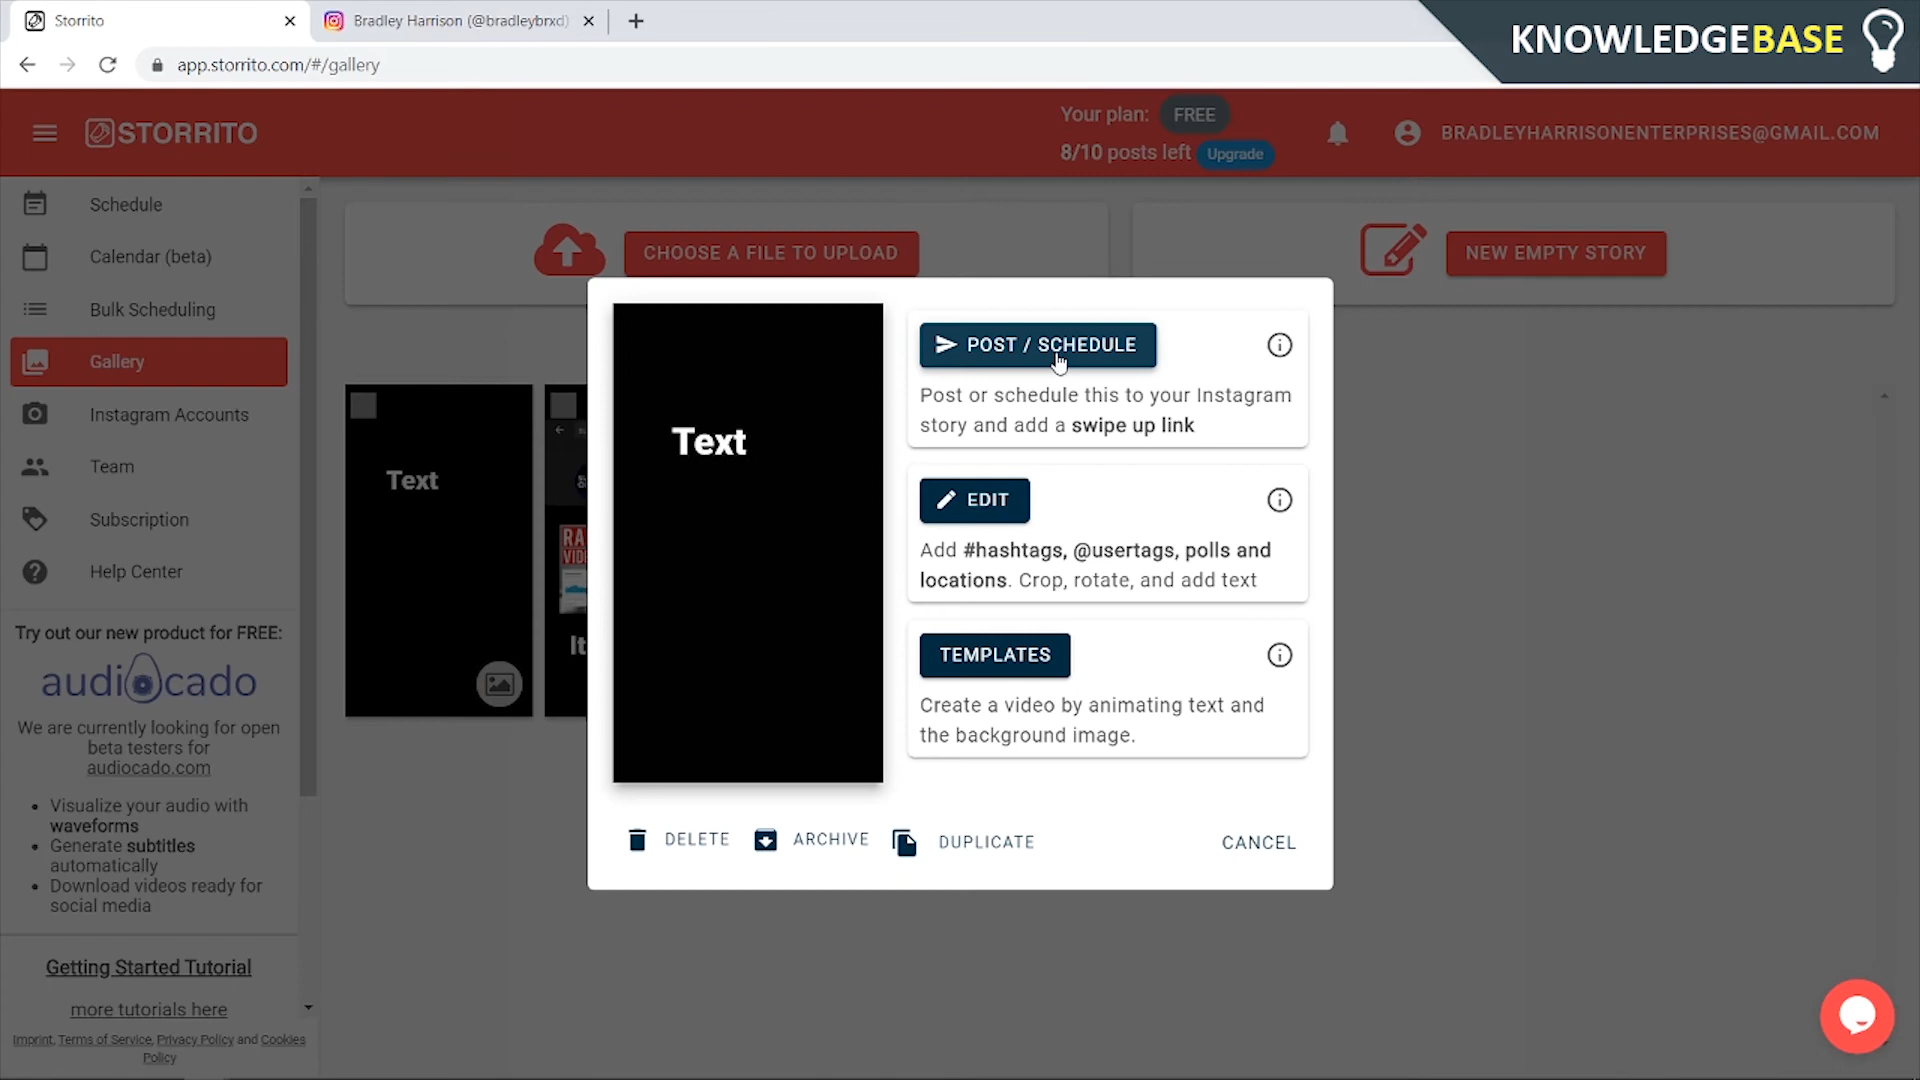 Storrito
Bradley Harrison (@bradleybrxd)
KNOWLEDGEBASE
app.storrito.com/#/gallery
STORRITO
Your plan: FREE
8/10 posts left Upgrade
BRADLEYHARRISONENTERPRISES@GMAIL.COM
Schedule
Calendar (beta)
Bulk Scheduling
Gallery
Instagram Accounts
Team
Subscription
Help Center
Try out our new product for FREE:
audiocado
We are currently looking for open
beta testers for
audiocado.com
Visualize your audio with
waveforms
Generate subtitles
automatically
Download videos ready for
social media
Getting Started Tutorial
more tutorials here
Imprint, Terms of Service, Privacy Policy and Cookies
Policy
CHOOSE A FILE TO UPLOAD
NEW EMPTY STORY
Text
Text
POST / SCHEDULE
Post or schedule this to your Instagram
story and add a swipe up link
EDIT
Add #hashtags, @usertags, polls and
locations. Crop, rotate, and add text
TEMPLATES
Create a video by animating text and
the background image.
DELETE
ARCHIVE
DUPLICATE
CANCEL